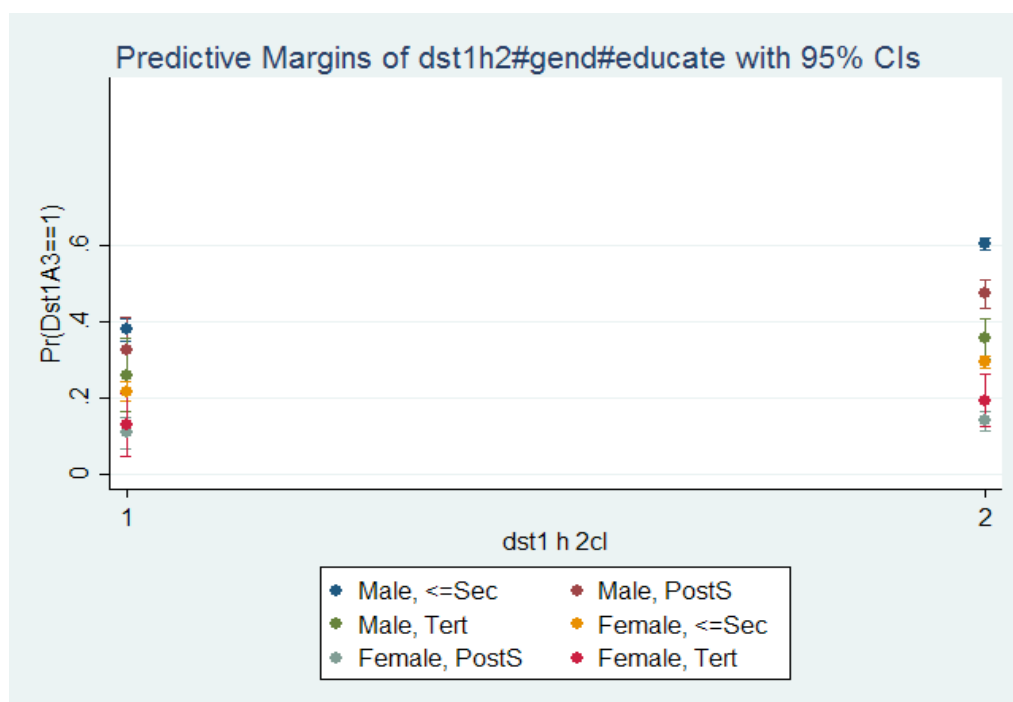 Predictive Margins of dst1h2#gend#educate with 95% CIs
Pr(Dst1A3==1)
.6
.4
.2
0
1 2
dst1 h 2cl
Male, <=Sec Male, PostS
Male, Tert Female, <=Sec
Female, PostS Female, Tert